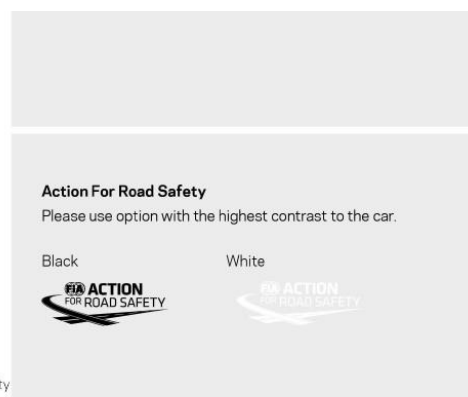 Action For Road Safety
Please use option with the highest contrast to the car.
Black White
FIA ACTION FIA ACTION
FOR ROAD SAFETY FOR ROAD SAFETY
ty